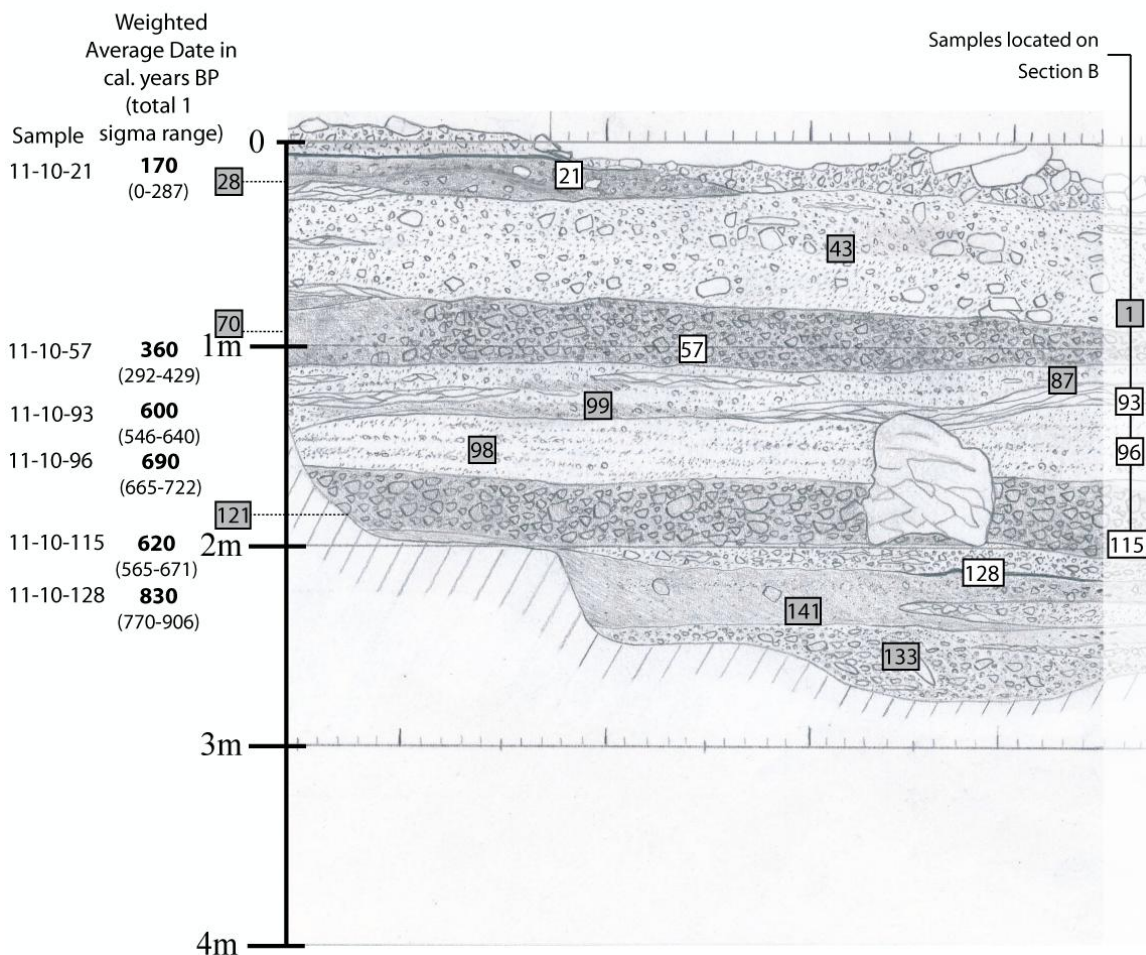 Weighted
Average Date in
cal. years BP
(total 1
sigma range)
Sample
Samples located on
Section B
0
11-10-21 170
(0-287)
28
21
43
70
1
1m
11-10-57 360
(292-429)
57
87
11-10-93 600
(546-640)
99
93
11-10-96 690
(665-722)
98
96
121
11-10-115 620
(565-671)
2m
115
11-10-128 830
(770-906)
128
141
133
3m
4m